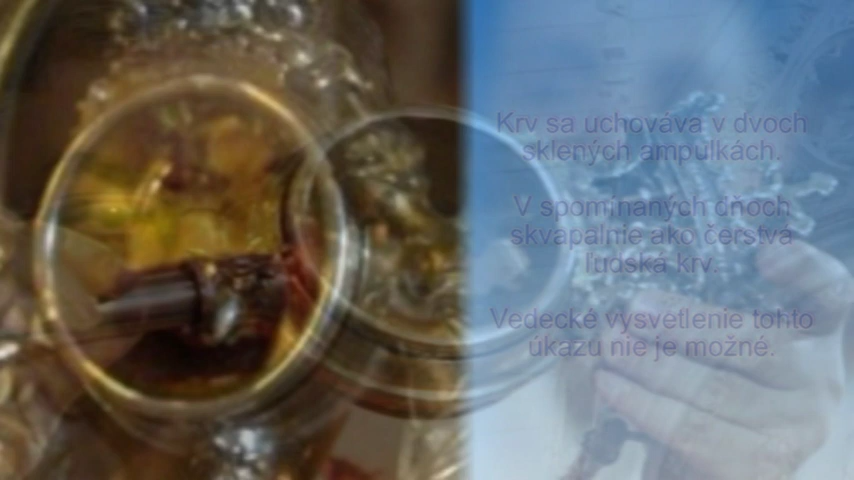 Krv sa uchováva v dvoch
sklených ampulkách.
V spomínaných dňoch
skvapalnie ako čerstvá
ľudská krv.
Vedecké vysvetlenie tohto
úkazu nie je možné.